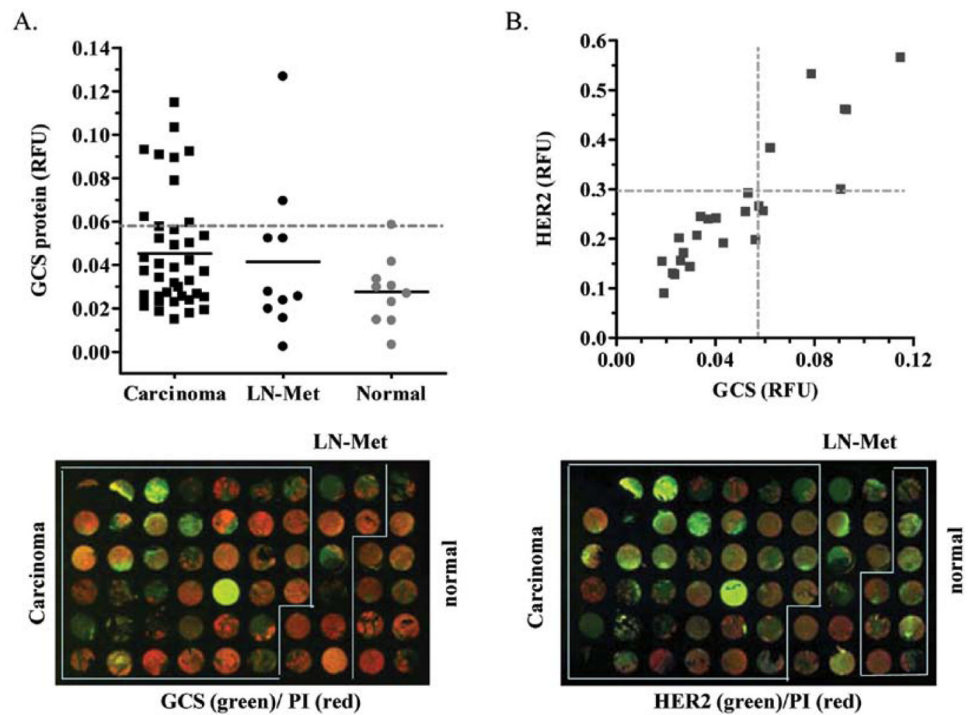 A.
GCS protein (RFU)
0.14
0.12
0.10
0.08
0.06
0.04
0.02
0.00
Carcinoma LN-Met Normal
B.
HER2 (RFU)
0.6
0.5
0.4
0.3
0.2
0.1
0.0
0.00 0.04 0.08 0.12
GCS (RFU)
LN-Met
Carcinoma
normal
GCS (green)/ PI (red)
LN-Met
Carcinoma
normal
HER2 (green)/PI (red)